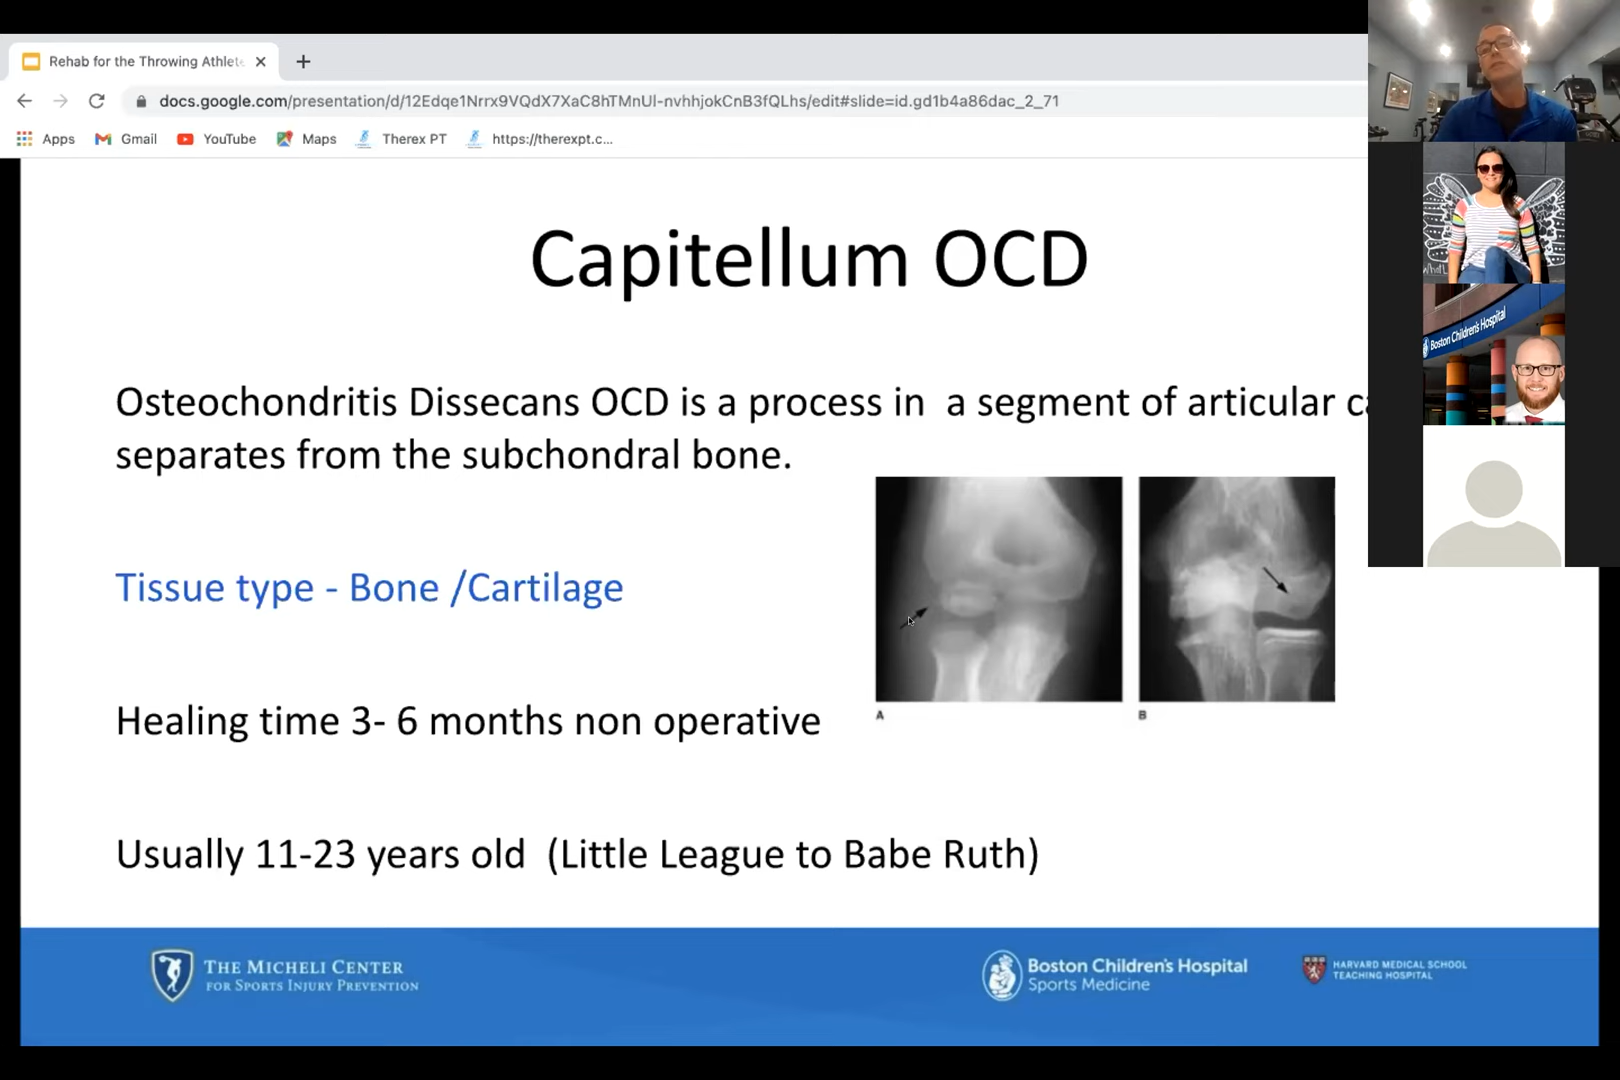 Rehab for the Throwing Athlet
docs.google.com/presentation/d/12Edqe1Nrrx9VQdX7XaC8hTMnUl-nvhhjokCnB3fQLhs/edit#slide=id.gd1b4a86dac_2_71
Apps Gmail YouTube Maps Therex PT https://therexpt.c...
Boston Children's Hospital
Capitellum OCD
Osteochondritis Dissecans OCD is a process in a segment of articular
separates from the subchondral bone.
Tissue type - Bone /Cartilage
Healing time 3- 6 months non operative
A B
Usually 11-23 years old (Little League to Babe Ruth)
THE MICHELI CENTER
FOR SPORTS INJURY PREVENTION
Boston Children's Hospital
Sports Medicine
HARVARD MEDICAL SCHOOL
TEACHING HOSPITAL